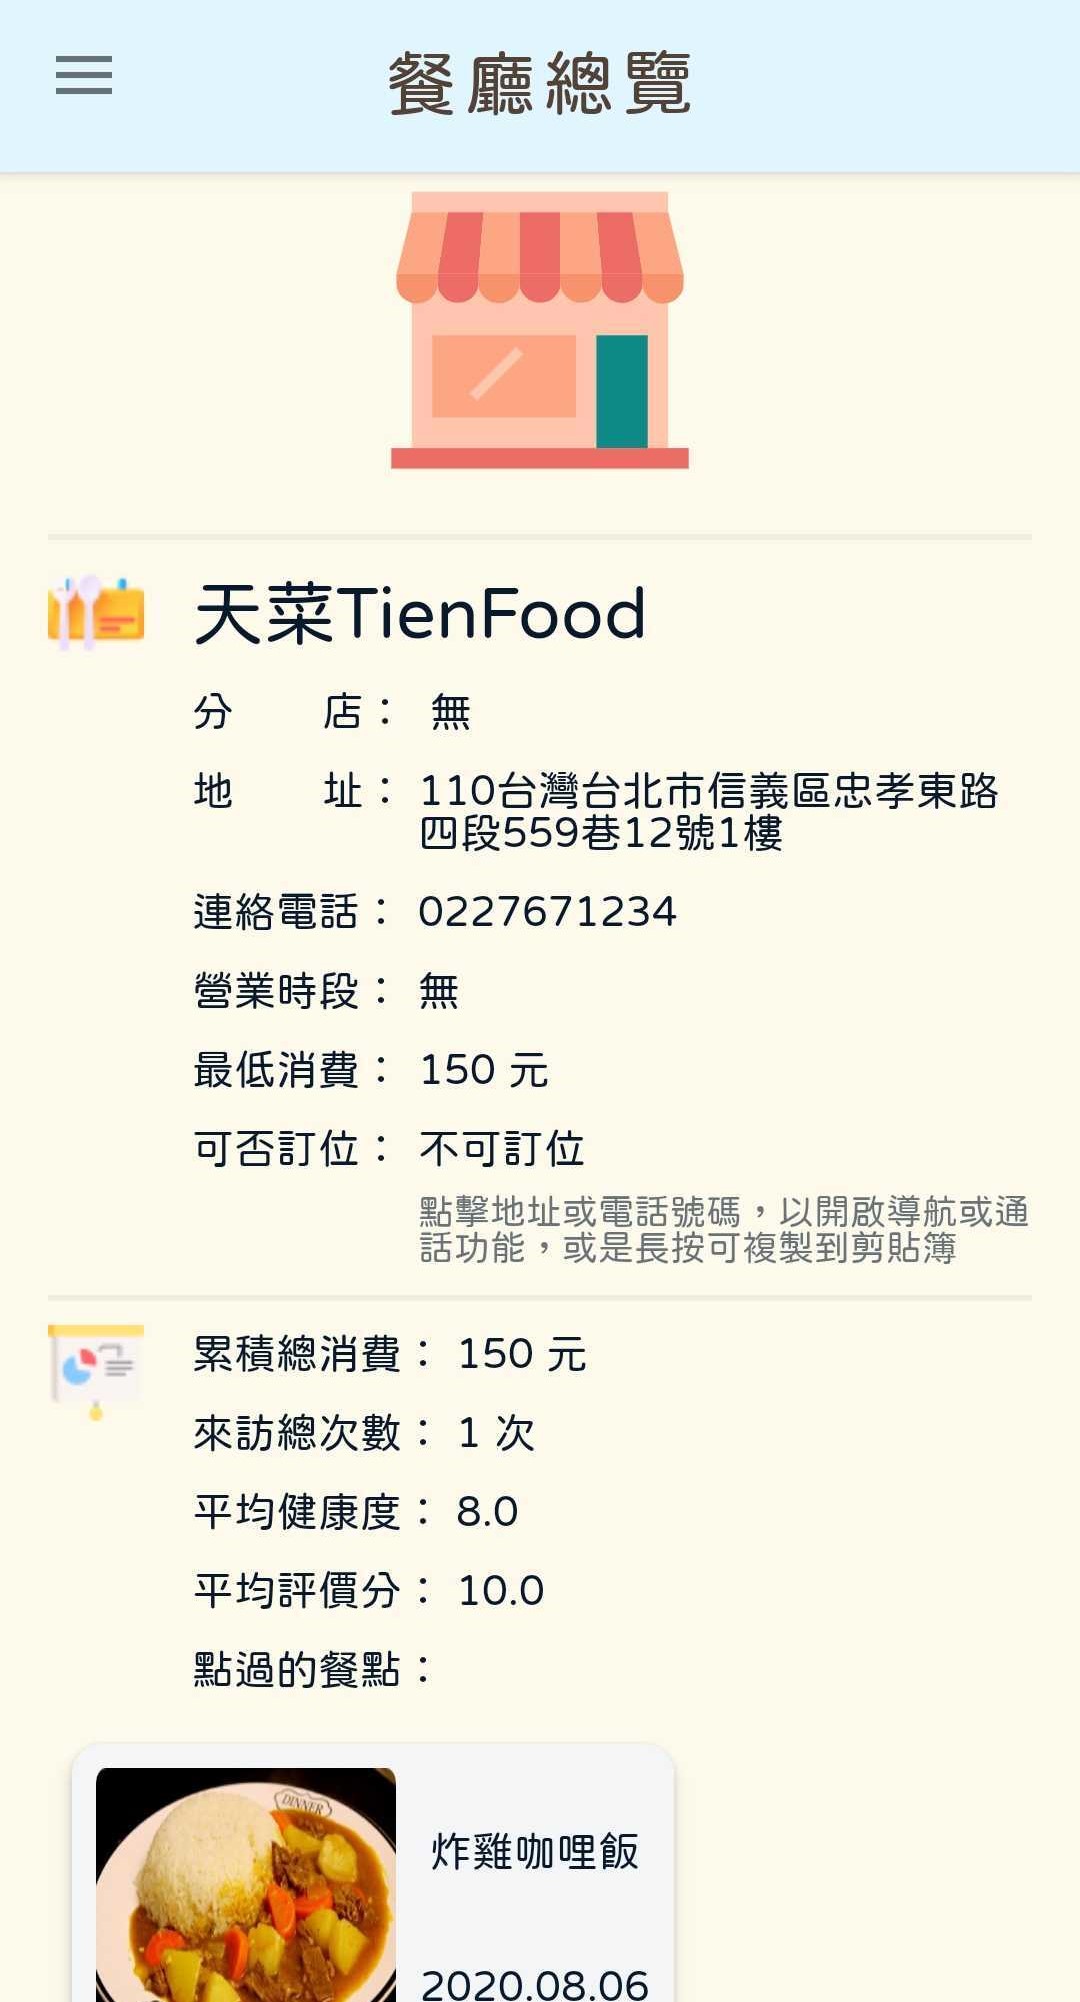 餐廳總覽
天菜TienFood
分 店： 無
地 址： 110台灣台北市信義區忠孝東路
四段559巷12號1樓
連絡電話： 0227671234
營業時段： 無
最低消費： 150 元
可否訂位： 不可訂位
點擊地址或電話號碼，以開啟導航或通
話功能，或是長按可複製到剪貼簿
累積總消費： 150 元
來訪總次數： 1 次
平均健康度： 8.0
平均評價分： 10.0
點過的餐點：
DINNER
炸雞咖哩飯
2020.08.06